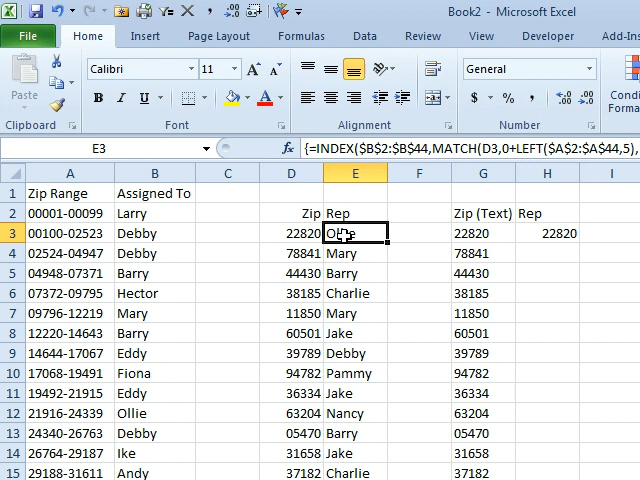 Book2 - Microsoft Excel
File Home Insert Page Layout Formulas Data Review View Developer Add-Ins
Paste Calibri 11 General
B I U $ % , Condi
Forma
Clipboard Font Alignment Number
E3 fx {=INDEX($B$2:$B$44,MATCH(D3,0+LEFT($A$2:$A$44,5),
A B C D E F G H I
1 Zip Range Assigned To
2 00001-00099 Larry Zip Rep Zip (Text) Rep
3 00100-02523 Debby 22820 Ollie 22820 22820
4 02524-04947 Debby 78841 Mary 78841
5 04948-07371 Barry 44430 Barry 44430
6 07372-09795 Hector 38185 Charlie 38185
7 09796-12219 Mary 11850 Mary 11850
8 12220-14643 Barry 60501 Jake 60501
9 14644-17067 Eddy 39789 Debby 39789
10 17068-19491 Fiona 94782 Pammy 94782
11 19492-21915 Eddy 36334 Jake 36334
12 21916-24339 Ollie 63204 Nancy 63204
13 24340-26763 Debby 05470 Barry 05470
14 26764-29187 Ike 31658 Jake 31658
15 29188-31611 Andy 37182 Charlie 37182